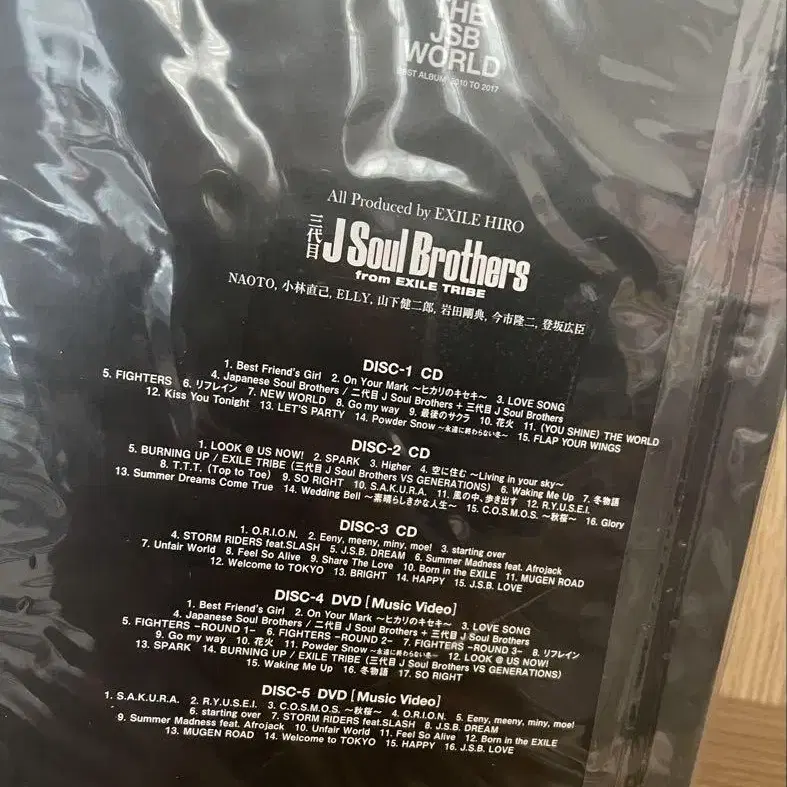 THE
JSB
WORLD
BEST ALBUM 2010 TO 2017
All Produced by EXILE HIRO
三代目 J Soul Brothers
from EXILE TRIBE
NAOTO, 小林直己, ELLY, 山下健二郎, 岩田剛典, 今市隆二, 登坂広臣
DISC-1 CD
1. Best Friend's Girl 2. On Your Mark 〜ヒカリのキセキ〜 3. LOVE SONG
4. Japanese Soul Brothers / 二代目 J Soul Brothers + 三代目 J Soul Brothers
5. FIGHTERS 6. リフレイン 7. NEW WORLD 8. Go my way 9. 最後のサクラ 10. 花火 11. (YOU SHINE) THE WORLD
12. Kiss You Tonight 13. LET'S PARTY 14. Powder Snow 〜永遠に終わらない冬〜 15. FLAP YOUR WINGS
DISC-2 CD
1. LOOK @ US NOW! 2. SPARK 3. Higher 4. 空に住む 〜Living in your sky〜
5. BURNING UP / EXILE TRIBE (三代目 J Soul Brothers VS GENERATIONS) 6. Waking Me Up 7. 冬物語
8. T.T.T. (Top to Toe) 9. SO RIGHT 10. S.A.K.U.R.A. 11. 風の中、歩き出す 12. R.Y.U.S.E.I.
13. Summer Dreams Come True 14. Wedding Bell 〜素晴らしきかな人生〜 15. C.O.S.M.O.S. 〜秋桜〜 16. Glory
DISC-3 CD
1. O.R.I.O.N. 2. Eeny, meeny, miny, moe! 3. starting over
4. STORM RIDERS feat.SLASH 5. J.S.B. DREAM 6. Summer Madness feat. Afrojack
7. Unfair World 8. Feel So Alive 9. Share The Love 10. Born in the EXILE 11. MUGEN ROAD
12. Welcome to TOKYO 13. BRIGHT 14. HAPPY 15. J.S.B. LOVE
DISC-4 DVD [Music Video]
1. Best Friend's Girl 2. On Your Mark 〜ヒカリのキセキ〜 3. LOVE SONG
4. Japanese Soul Brothers / 二代目 J Soul Brothers + 三代目 J Soul Brothers
5. FIGHTERS –ROUND 1– 6. FIGHTERS –ROUND 2– 7. FIGHTERS –ROUND 3– 8. リフレイン
9. Go my way 10. 花火 11. Powder Snow 〜永遠に終わらない冬〜 12. LOOK @ US NOW!
13. SPARK 14. BURNING UP / EXILE TRIBE (三代目 J Soul Brothers VS GENERATIONS)
15. Waking Me Up 16. 冬物語 17. SO RIGHT
DISC-5 DVD [Music Video]
1. S.A.K.U.R.A. 2. R.Y.U.S.E.I. 3. C.O.S.M.O.S. 〜秋桜〜 4. O.R.I.O.N. 5. Eeny, meeny, miny, moe!
6. starting over 7. STORM RIDERS feat.SLASH 8. J.S.B. DREAM
9. Summer Madness feat. Afrojack 10. Unfair World 11. Feel So Alive 12. Born in the EXILE
13. MUGEN ROAD 14. Welcome to TOKYO 15. HAPPY 16. J.S.B. LOVE